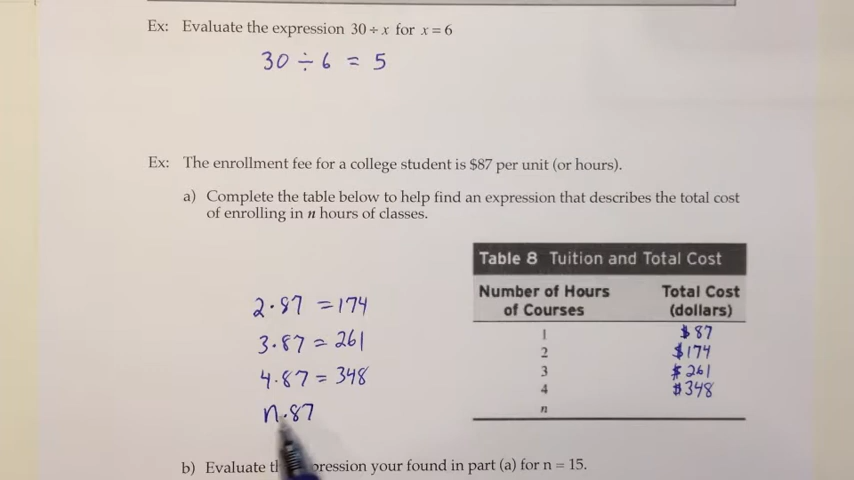 Ex: Evaluate the expression 30 ÷ x for x = 6
30 ÷ 6 = 5
Ex: The enrollment fee for a college student is $87 per unit (or hours).
a) Complete the table below to help find an expression that describes the total cost
of enrolling in n hours of classes.
2·87 = 174
3·87 = 261
4·87 = 348
n·87
Table 8 Tuition and Total Cost
Number of Hours of Courses Total Cost (dollars)
1 $87
2 $174
3 $261
4 $348
n
b) Evaluate the expression your found in part (a) for n = 15.